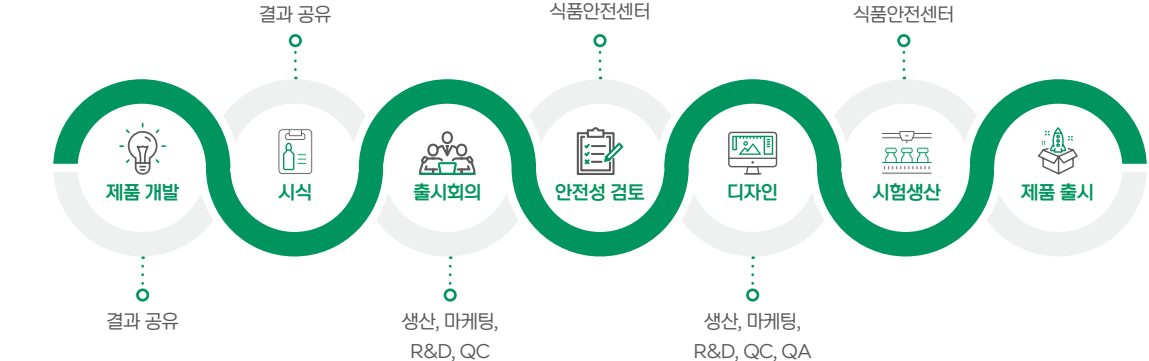 결과 공유
식품안전센터
식품안전센터
제품 개발
시식
출시회의
안전성 검토
디자인
시험생산
제품 출시
결과 공유
생산, 마케팅,
R&D, QC
생산, 마케팅,
R&D, QC, QA